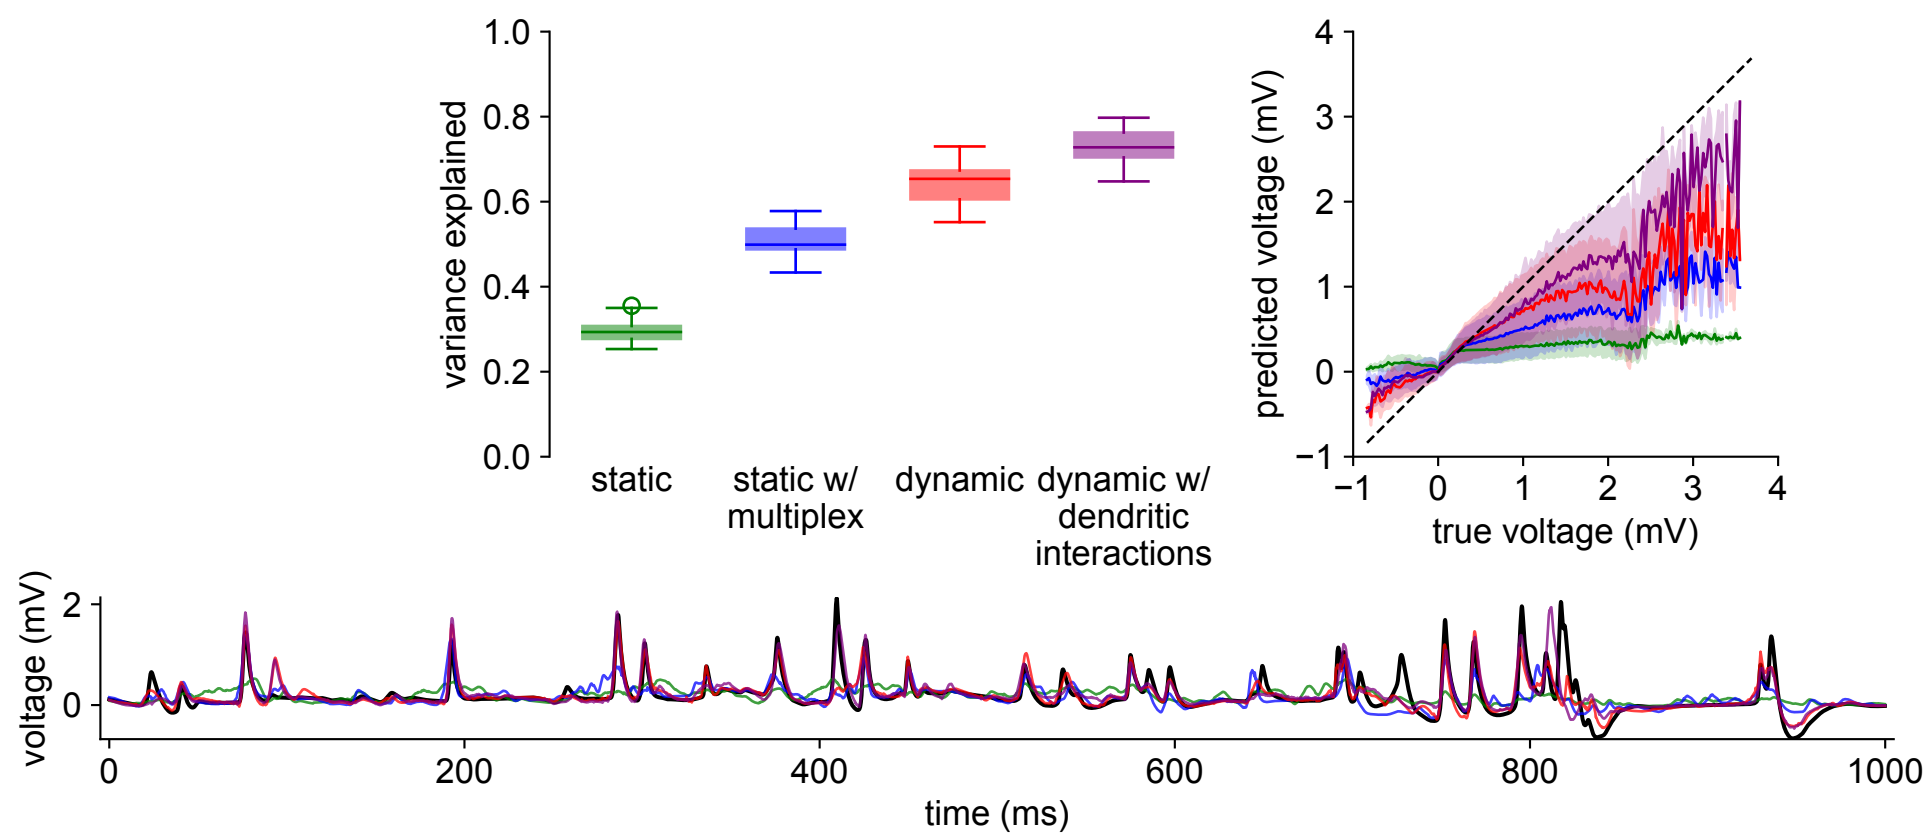 variance explained
1.0
0.8
0.6
0.4
0.2
0.0
static
static w/
multiplex
dynamic
dynamic w/
dendritic
interactions
predicted voltage (mV)
4
3
2
1
0
−1
−1 0 1 2 3 4
true voltage (mV)
voltage (mV)
2
0
0 200 400 600 800 1000
time (ms)